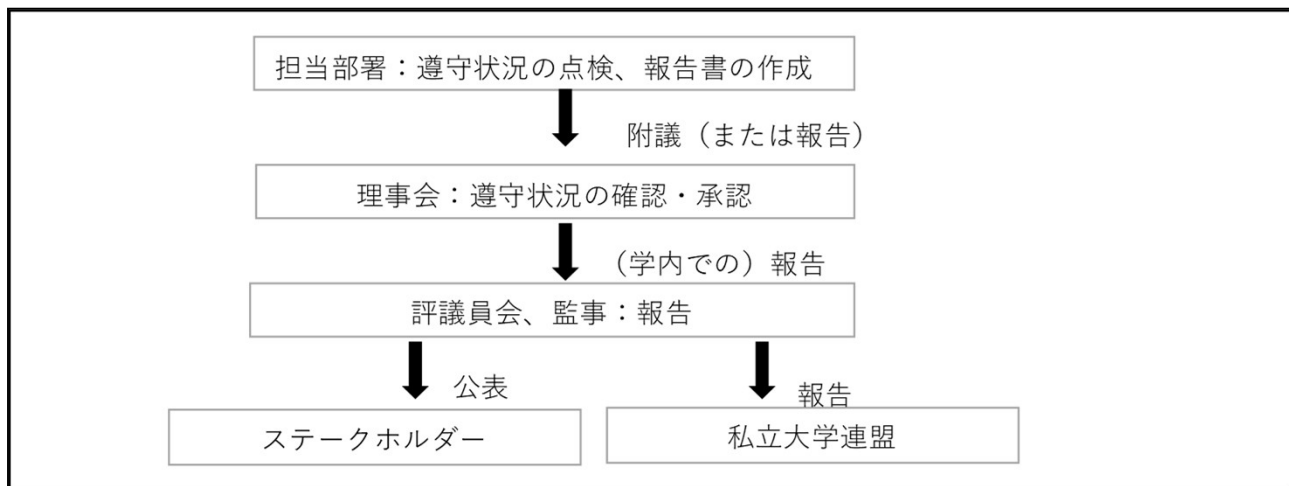 担当部署：遵守状況の点検、報告書の作成
附議（または報告）
理事会：遵守状況の確認・承認
（学内での）報告
評議員会、監事：報告
公表
報告
ステークホルダー
私立大学連盟